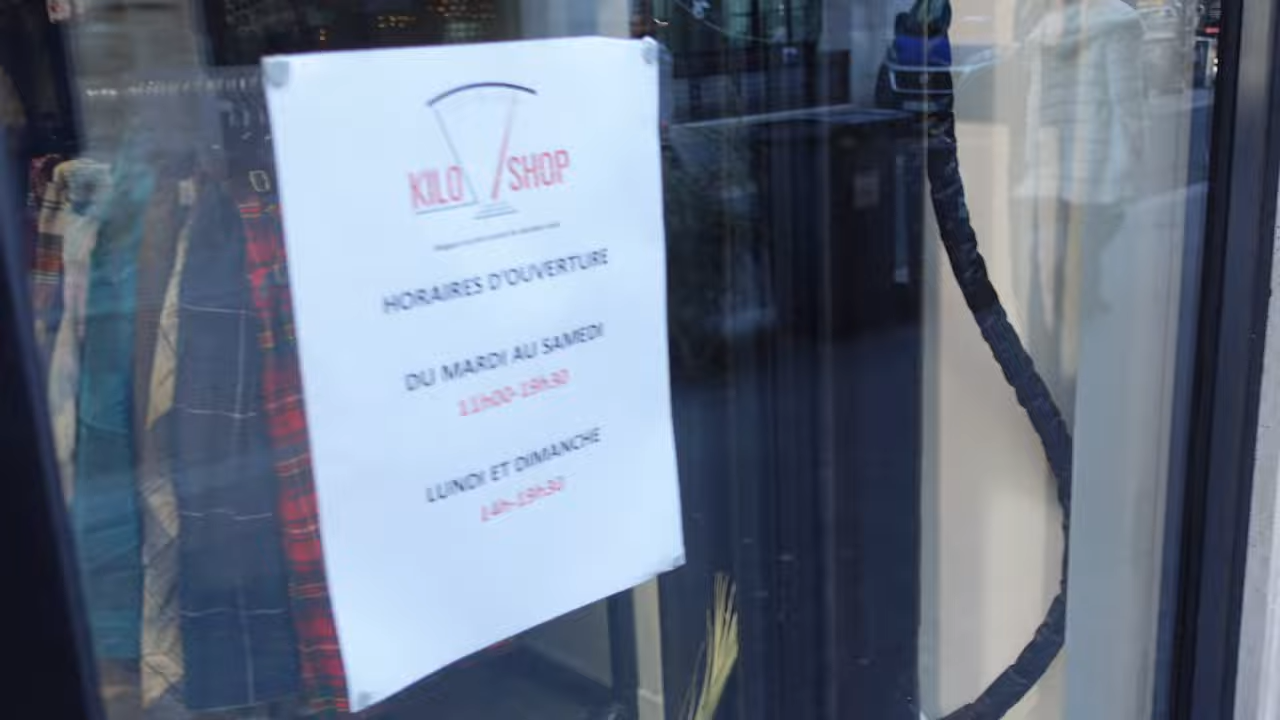 KILO SHOP
HORAIRES D'OUVERTURE
DU MARDI AU SAMEDI
11h00-19h30
LUNDI ET DIMANCHE
14h-19h30